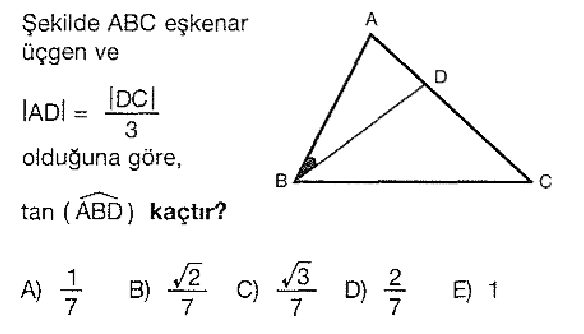 Şekilde ABC eşkenar
üçgen ve
|AD| = |DC| / 3
olduğuna göre,
tan (ABD) kaçtır?
A
D
B
C
A) 1/7 B) √2/7 C) √3/7 D) 2/7 E) 1